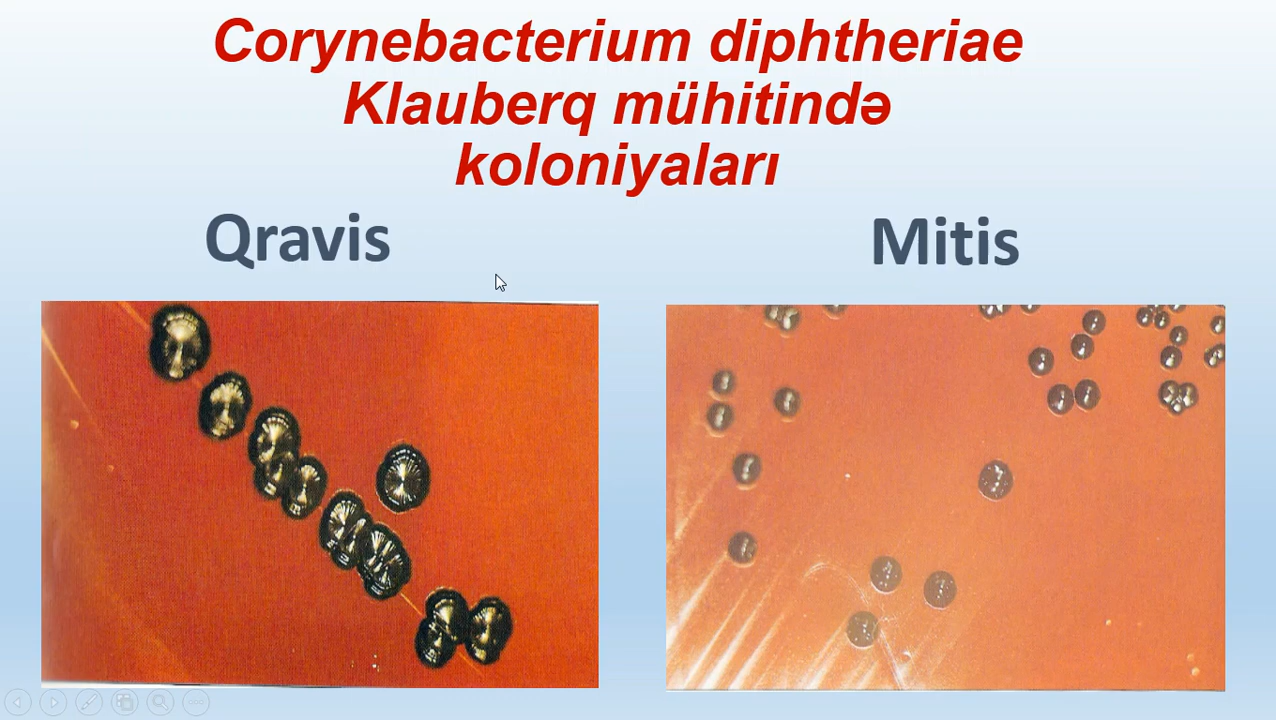 Corynebacterium diphtheriae
Klauberq mühitində
koloniyaları
Qravis
Mitis